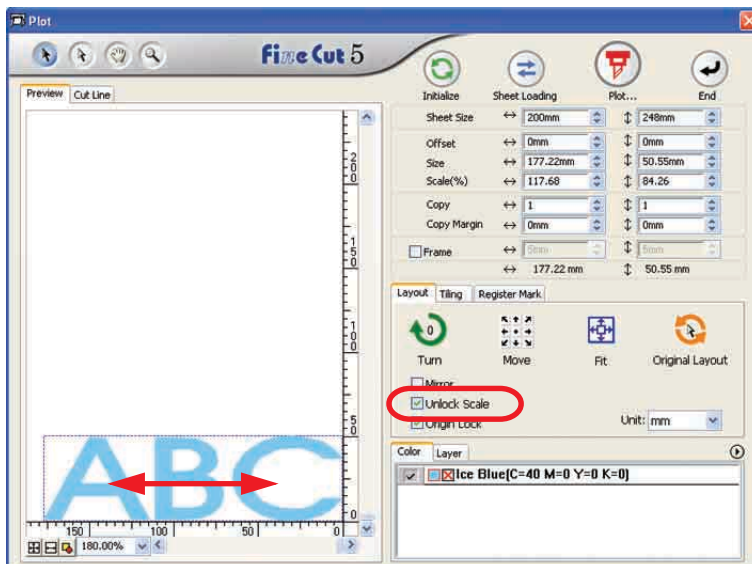 Plot
FineCut 5
Initialize Sheet Loading Plot... End
Preview Cut Line
Sheet Size 200mm 248mm
Offset 0mm 0mm
Size 177.22mm 50.55mm
Scale(%) 117.68 84.26
Copy 1 1
Copy Margin 0mm 0mm
Frame 5mm 5mm
177.22 mm 50.55 mm
Layout Tiling Register Mark
0
Turn Move Fit Original Layout
Mirror
Unlock Scale
Origin Lock
Unit: mm
Color Layer
Ice Blue(C=40 M=0 Y=0 K=0)
200
150
100
50
0
ABC
150 100 50 0
180.00%